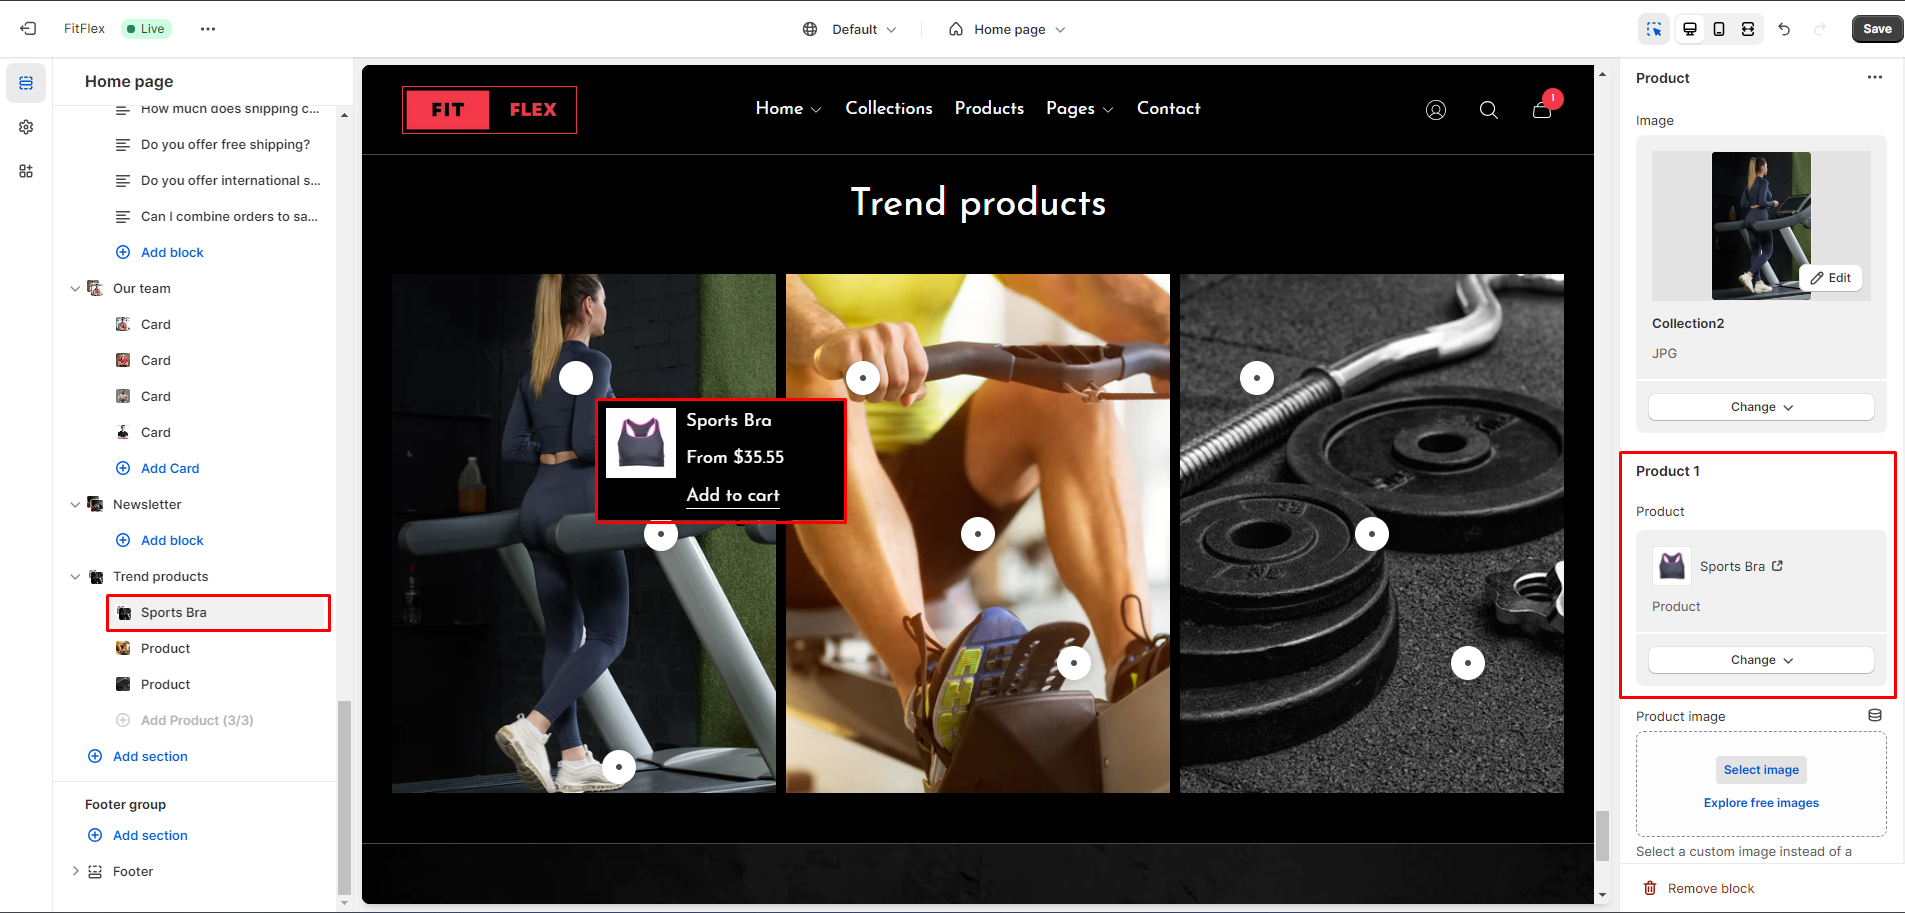 FitFlex
Live
Default
Home page
Save
Home page
How much does shipping c...
Do you offer free shipping?
Do you offer international s...
Can I combine orders to sa...
Add block
Our team
Card
Card
Card
Card
Add Card
Newsletter
Add block
Trend products
Sports Bra
Product
Product
Add Product (3/3)
Add section
Footer group
Add section
Footer
FIT FLEX
Home
Collections
Products
Pages
Contact
1
Trend products
Sports Bra
From $35.55
Add to cart
Product
Image
Edit
Collection2
JPG
Change
Product 1
Product
Sports Bra
Product
Change
Product image
Select image
Explore free images
Select a custom image instead of a
Remove block